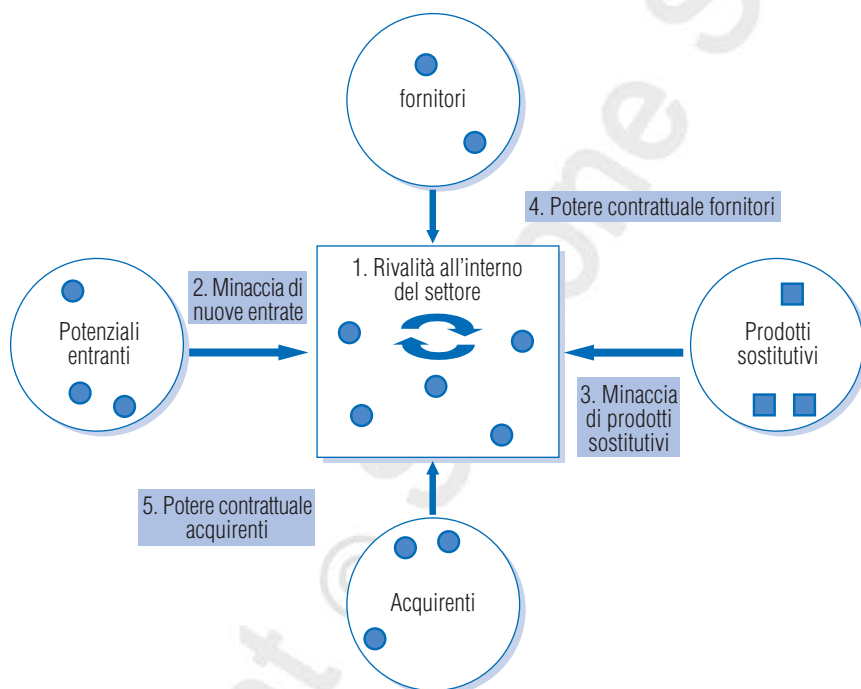 fornitori
4. Potere contrattuale fornitori
1. Rivalità all’interno
del settore
2. Minaccia di
nuove entrate
Potenziali
entranti
Prodotti
sostitutivi
3. Minaccia
di prodotti
sostitutivi
5. Potere contrattuale
acquirenti
Acquirenti